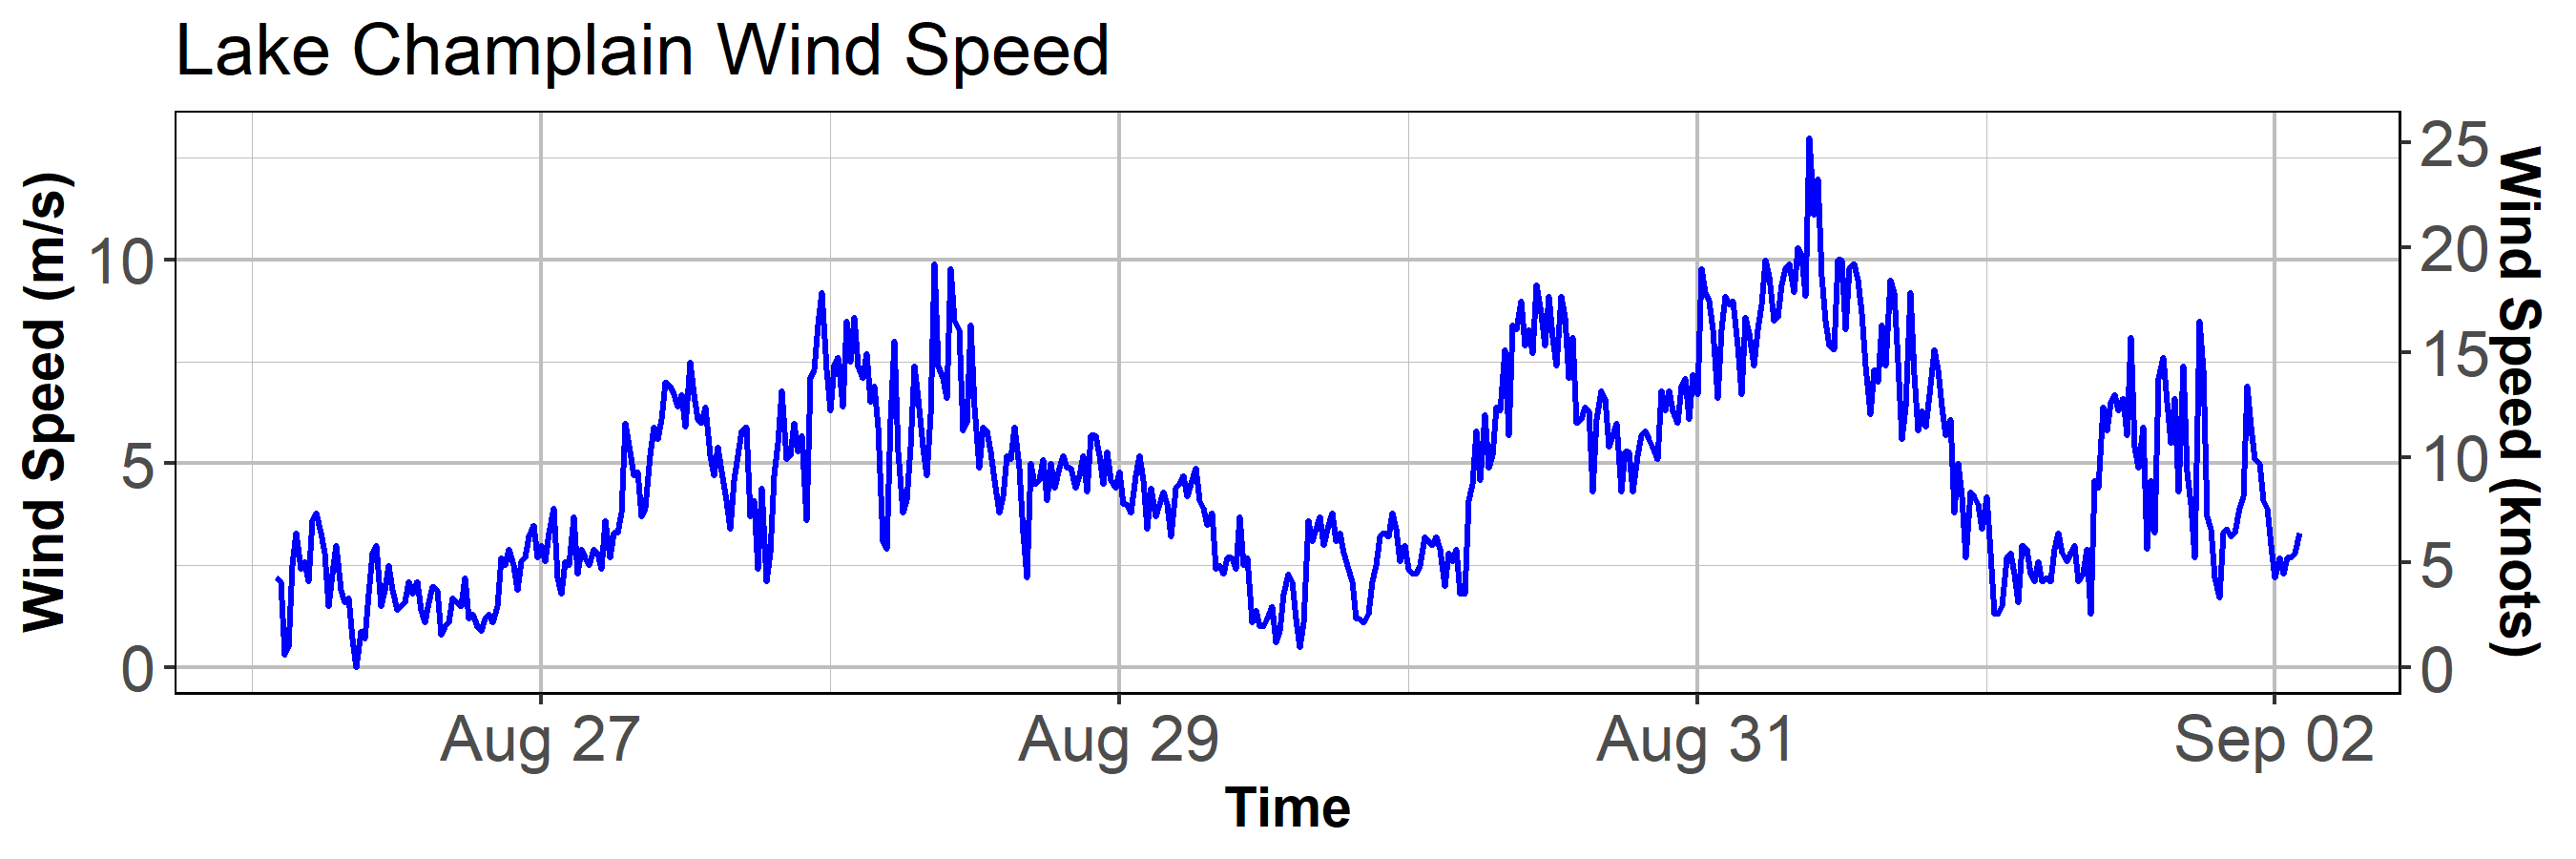 Lake Champlain Wind Speed
Wind Speed (m/s)
10
5
0
25
20
15
10
5
0
Wind Speed (knots)
Aug 27
Aug 29
Aug 31
Sep 02
Time